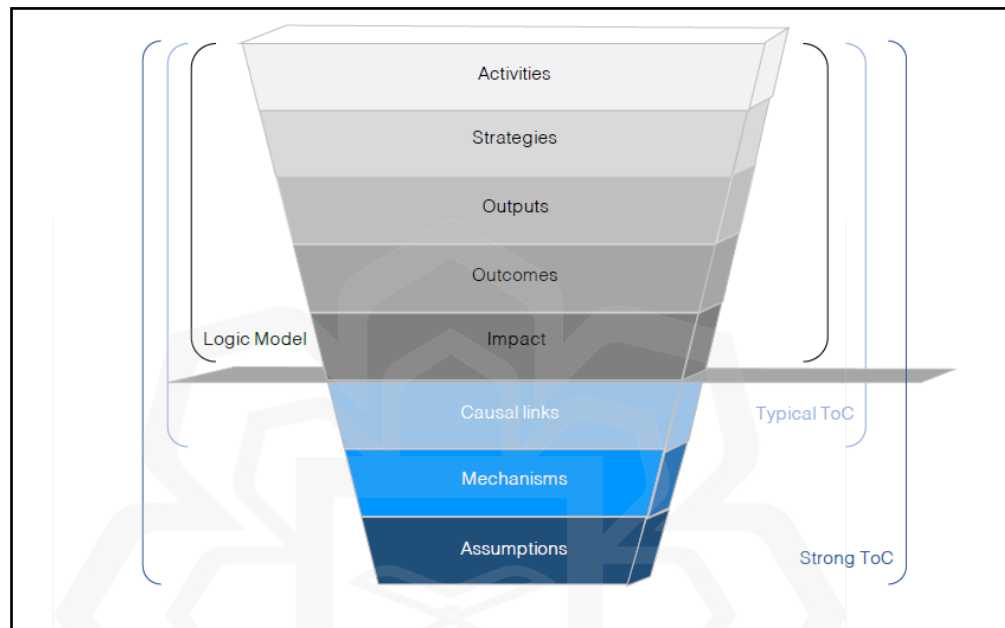 Activities
Strategies
Outputs
Outcomes
Logic Model
Impact
Causal links
Typical ToC
Mechanisms
Assumptions
Strong ToC